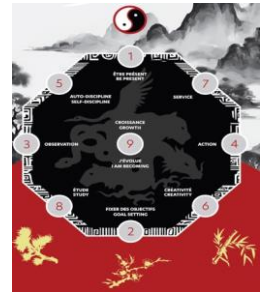 1
ÊTRE PRÉSENT
BE PRESENT
5
7
AUTO-DISCIPLINE
SELF-DISCIPLINE
SERVICE
CROISSANCE
GROWTH
3
OBSERVATION
9
ACTION
4
J'ÉVOLUE
I AM BECOMING
ÉTUDE
STUDY
CRÉATIVITÉ
CREATIVITY
8
6
FIXER DES OBJECTIFS
GOAL SETTING
2